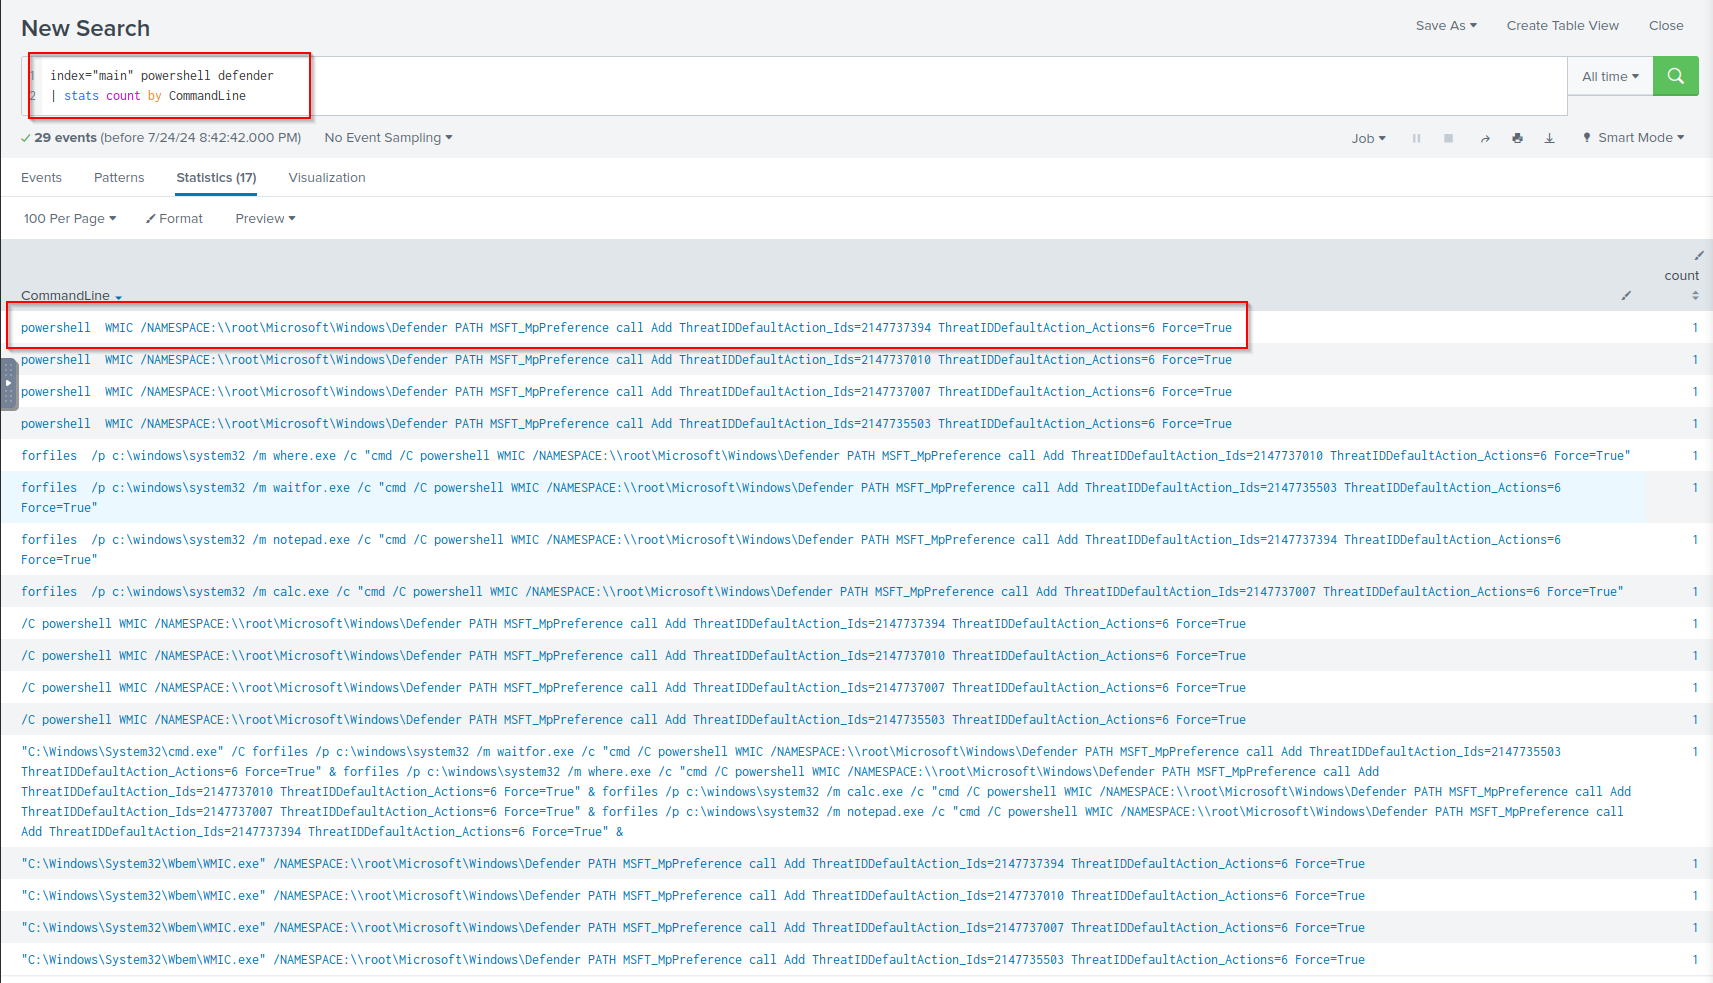 New Search
Save As
Create Table View
Close
1 index="main" powershell defender
2 | stats count by CommandLine
All time
29 events (before 7/24/24 8:42:42.000 PM)
No Event Sampling
Job
Smart Mode
Events
Patterns
Statistics (17)
Visualization
100 Per Page
Format
Preview
CommandLine
count
powershell  WMIC /NAMESPACE:\\root\Microsoft\Windows\Defender PATH MSFT_MpPreference call Add ThreatIDDefaultAction_Ids=2147737394 ThreatIDDefaultAction_Actions=6 Force=True 1
powershell  WMIC /NAMESPACE:\\root\Microsoft\Windows\Defender PATH MSFT_MpPreference call Add ThreatIDDefaultAction_Ids=2147737010 ThreatIDDefaultAction_Actions=6 Force=True 1
powershell  WMIC /NAMESPACE:\\root\Microsoft\Windows\Defender PATH MSFT_MpPreference call Add ThreatIDDefaultAction_Ids=2147737007 ThreatIDDefaultAction_Actions=6 Force=True 1
powershell  WMIC /NAMESPACE:\\root\Microsoft\Windows\Defender PATH MSFT_MpPreference call Add ThreatIDDefaultAction_Ids=2147735503 ThreatIDDefaultAction_Actions=6 Force=True 1
forfiles  /p c:\windows\system32 /m where.exe /c "cmd /C powershell WMIC /NAMESPACE:\\root\Microsoft\Windows\Defender PATH MSFT_MpPreference call Add ThreatIDDefaultAction_Ids=2147737010 ThreatIDDefaultAction_Actions=6 Force=True" 1
forfiles  /p c:\windows\system32 /m waitfor.exe /c "cmd /C powershell WMIC /NAMESPACE:\\root\Microsoft\Windows\Defender PATH MSFT_MpPreference call Add ThreatIDDefaultAction_Ids=2147735503 ThreatIDDefaultAction_Actions=6 1
Force=True"
forfiles  /p c:\windows\system32 /m notepad.exe /c "cmd /C powershell WMIC /NAMESPACE:\\root\Microsoft\Windows\Defender PATH MSFT_MpPreference call Add ThreatIDDefaultAction_Ids=2147737394 ThreatIDDefaultAction_Actions=6 1
Force=True"
forfiles  /p c:\windows\system32 /m calc.exe /c "cmd /C powershell WMIC /NAMESPACE:\\root\Microsoft\Windows\Defender PATH MSFT_MpPreference call Add ThreatIDDefaultAction_Ids=2147737007 ThreatIDDefaultAction_Actions=6 Force=True" 1
/C powershell WMIC /NAMESPACE:\\root\Microsoft\Windows\Defender PATH MSFT_MpPreference call Add ThreatIDDefaultAction_Ids=2147737394 ThreatIDDefaultAction_Actions=6 Force=True 1
/C powershell WMIC /NAMESPACE:\\root\Microsoft\Windows\Defender PATH MSFT_MpPreference call Add ThreatIDDefaultAction_Ids=2147737010 ThreatIDDefaultAction_Actions=6 Force=True 1
/C powershell WMIC /NAMESPACE:\\root\Microsoft\Windows\Defender PATH MSFT_MpPreference call Add ThreatIDDefaultAction_Ids=2147737007 ThreatIDDefaultAction_Actions=6 Force=True 1
/C powershell WMIC /NAMESPACE:\\root\Microsoft\Windows\Defender PATH MSFT_MpPreference call Add ThreatIDDefaultAction_Ids=2147735503 ThreatIDDefaultAction_Actions=6 Force=True 1
"C:\Windows\System32\cmd.exe" /C forfiles /p c:\windows\system32 /m waitfor.exe /c "cmd /C powershell WMIC /NAMESPACE:\\root\Microsoft\Windows\Defender PATH MSFT_MpPreference call Add ThreatIDDefaultAction_Ids=2147735503 1
ThreatIDDefaultAction_Actions=6 Force=True" & forfiles /p c:\windows\system32 /m where.exe /c "cmd /C powershell WMIC /NAMESPACE:\\root\Microsoft\Windows\Defender PATH MSFT_MpPreference call Add
ThreatIDDefaultAction_Ids=2147737010 ThreatIDDefaultAction_Actions=6 Force=True" & forfiles /p c:\windows\system32 /m calc.exe /c "cmd /C powershell WMIC /NAMESPACE:\\root\Microsoft\Windows\Defender PATH MSFT_MpPreference call Add
ThreatIDDefaultAction_Ids=2147737007 ThreatIDDefaultAction_Actions=6 Force=True" & forfiles /p c:\windows\system32 /m notepad.exe /c "cmd /C powershell WMIC /NAMESPACE:\\root\Microsoft\Windows\Defender PATH MSFT_MpPreference call
Add ThreatIDDefaultAction_Ids=2147737394 ThreatIDDefaultAction_Actions=6 Force=True" &
"C:\Windows\System32\Wbem\WMIC.exe" /NAMESPACE:\\root\Microsoft\Windows\Defender PATH MSFT_MpPreference call Add ThreatIDDefaultAction_Ids=2147737394 ThreatIDDefaultAction_Actions=6 Force=True 1
"C:\Windows\System32\Wbem\WMIC.exe" /NAMESPACE:\\root\Microsoft\Windows\Defender PATH MSFT_MpPreference call Add ThreatIDDefaultAction_Ids=2147737010 ThreatIDDefaultAction_Actions=6 Force=True 1
"C:\Windows\System32\Wbem\WMIC.exe" /NAMESPACE:\\root\Microsoft\Windows\Defender PATH MSFT_MpPreference call Add ThreatIDDefaultAction_Ids=2147737007 ThreatIDDefaultAction_Actions=6 Force=True 1
"C:\Windows\System32\Wbem\WMIC.exe" /NAMESPACE:\\root\Microsoft\Windows\Defender PATH MSFT_MpPreference call Add ThreatIDDefaultAction_Ids=2147735503 ThreatIDDefaultAction_Actions=6 Force=True 1